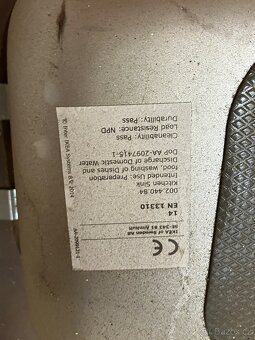 CE
IKEA of Sweden AB
SE-343 81 Älmhult
14
EN 13310
002.440.84
Kitchen Sink
Intended Use: Preparation
food, washing of Dishes and
Discharge of Domestic Water
DoP AA-2097415-1
Cleanability: Pass
Load Resistance: NPD
Durability: Pass
© Inter IKEA Systems B.V. 2014